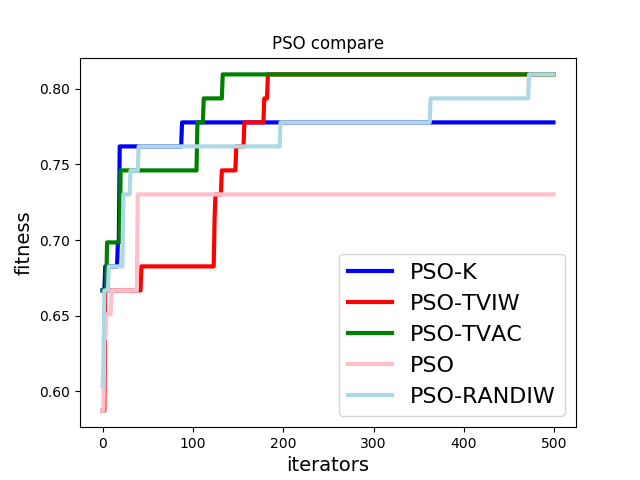 PSO compare
fitness
0.80
0.75
0.70
0.65
0.60
PSO-K
PSO-TVIW
PSO-TVAC
PSO
PSO-RANDIW
0 100 200 300 400 500
iterators